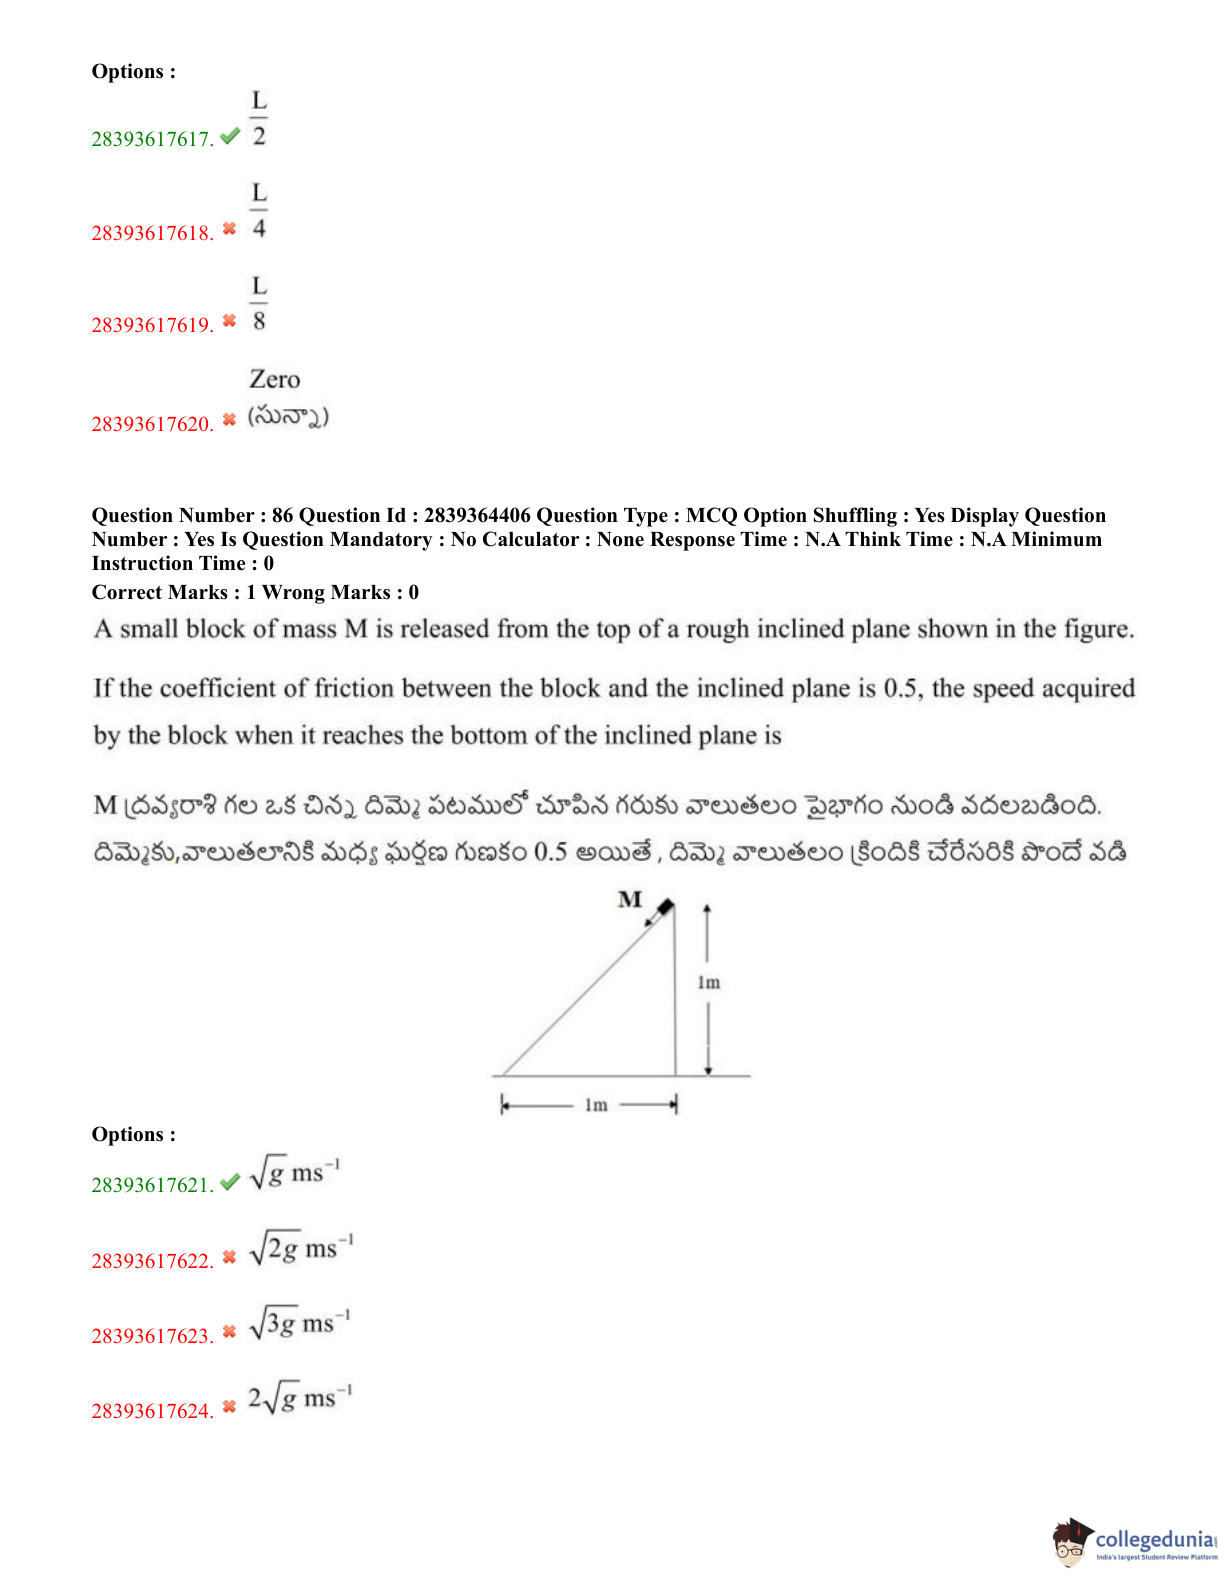 Options :
28393617617. L/2
28393617618. L/4
28393617619. L/8
Zero
28393617620. (సున్నా)
Question Number : 86 Question Id : 2839364406 Question Type : MCQ Option Shuffling : Yes Display Question
Number : Yes Is Question Mandatory : No Calculator : None Response Time : N.A Think Time : N.A Minimum
Instruction Time : 0
Correct Marks : 1 Wrong Marks : 0
A small block of mass M is released from the top of a rough inclined plane shown in the figure.
If the coefficient of friction between the block and the inclined plane is 0.5, the speed acquired
by the block when it reaches the bottom of the inclined plane is
M ద్రవ్యరాశి గల ఒక చిన్న దిమ్మె పటములో చూపిన గరుకు వాలుతలం పైభాగం నుండి వదలబడింది.
దిమ్మెకు,వాలుతలానికి మధ్య ఘర్షణ గుణకం 0.5 అయితే , దిమ్మె వాలుతలం క్రిందికి చేరేసరికి పొందే వడి
M
1m
1m
Options :
28393617621. √g ms⁻¹
28393617622. √2g ms⁻¹
28393617623. √3g ms⁻¹
28393617624. 2√g ms⁻¹
collegedunia
India's largest Student Review Platform